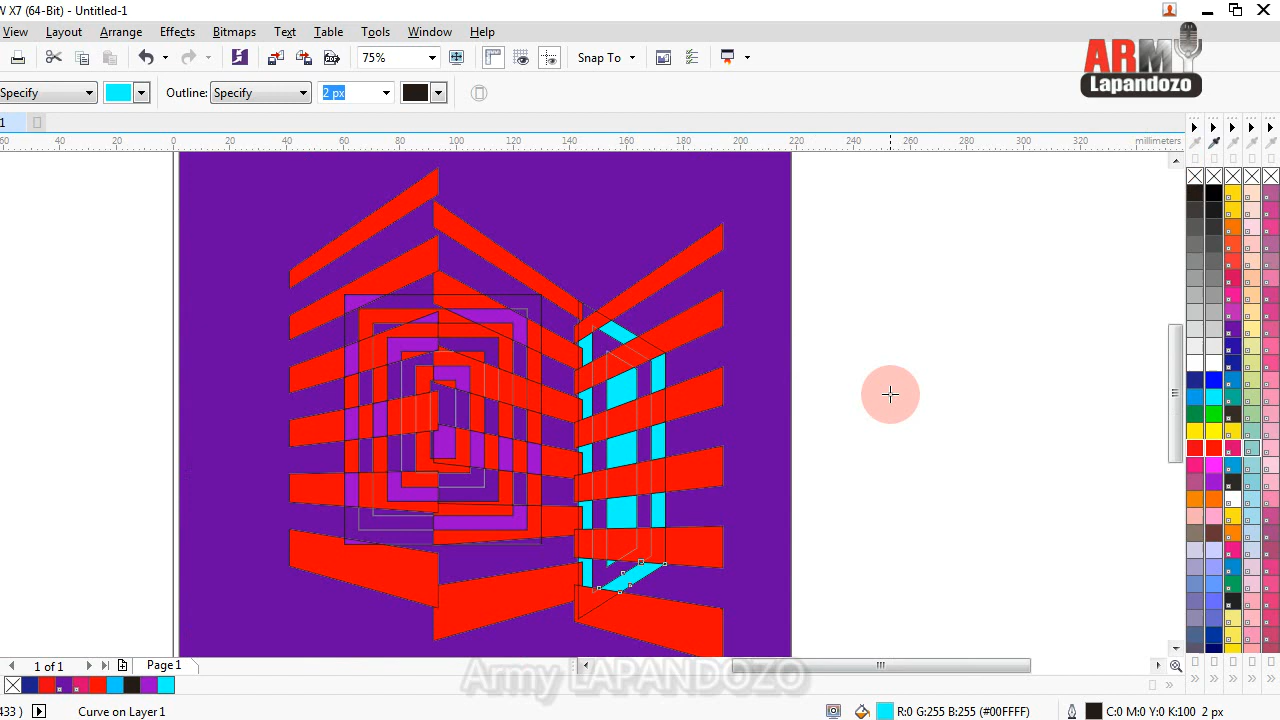 W X7 (64-Bit) - Untitled-1
View Layout Arrange Effects Bitmaps Text Table Tools Window Help
75% Snap To
ARMY
Lapandozo
Specify Outline: Specify 2 px
1
60 40 20 0 20 40 60 80 100 120 140 160 180 200 220 240 260 280 300 320 millimeters
1 of 1 Page 1
Army LAPANDOZO
433 ) Curve on Layer 1 R:0 G:255 B:255 (#00FFFF) C:0 M:0 Y:0 K:100 2 px